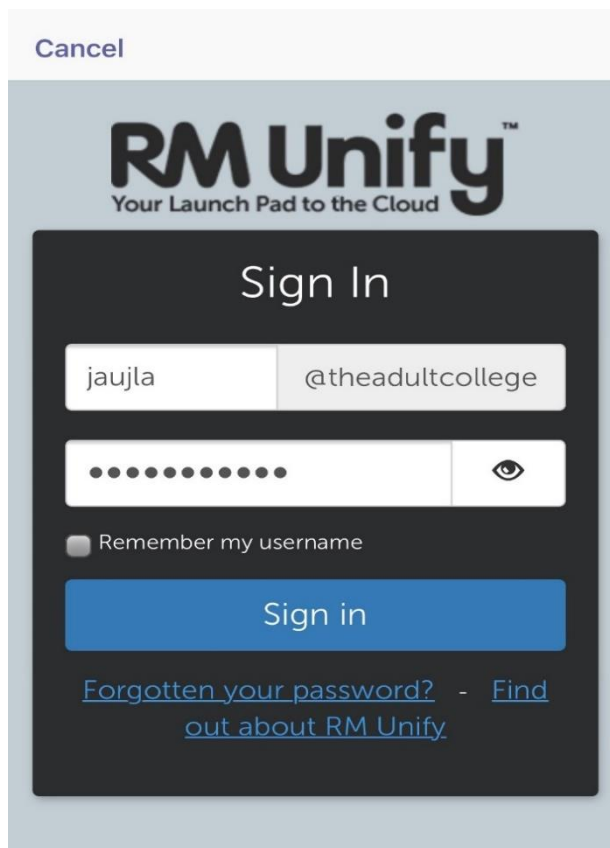 Cancel
RM Unify™
Your Launch Pad to the Cloud
Sign In
jaujla @theadultcollege
●●●●●●●●●●●
Remember my username
Sign in
Forgotten your password? - Find
out about RM Unify